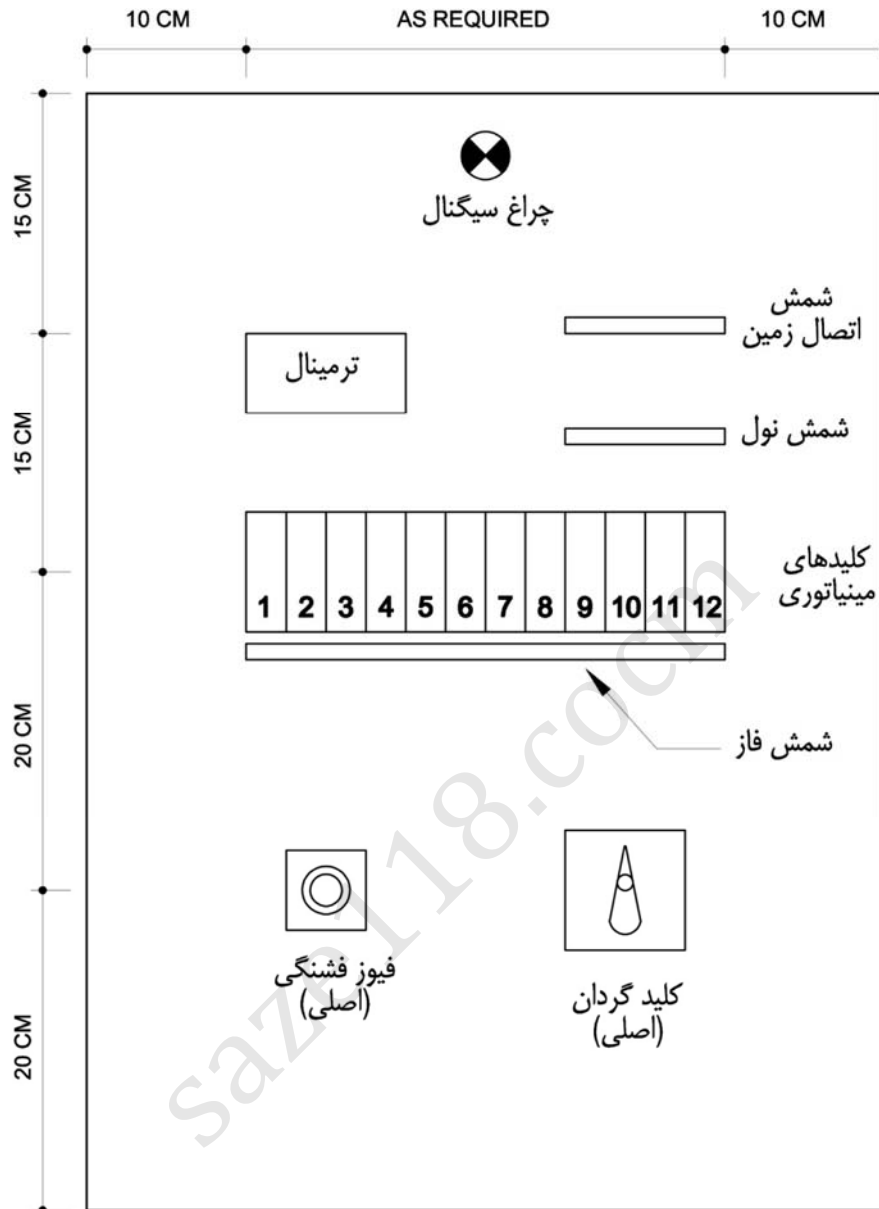 10 CM AS REQUIRED 10 CM
15 CM
چراغ سیگنال
شمش
اتصال زمین
ترمینال
15 CM
شمش نول
کلیدهای
مینیاتوری
1 2 3 4 5 6 7 8 9 10 11 12
20 CM
شمش فاز
فیوز فشنگی
(اصلی)
کلید گردان
(اصلی)
20 CM
saze118.cocm